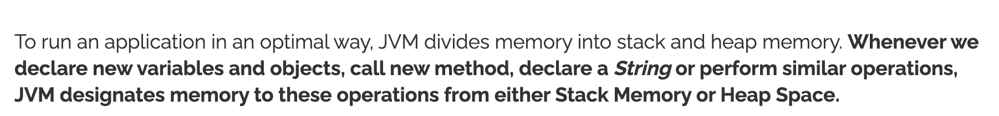 To run an application in an optimal way, JVM divides memory into stack and heap memory. Whenever we
declare new variables and objects, call new method, declare a String or perform similar operations,
JVM designates memory to these operations from either Stack Memory or Heap Space.